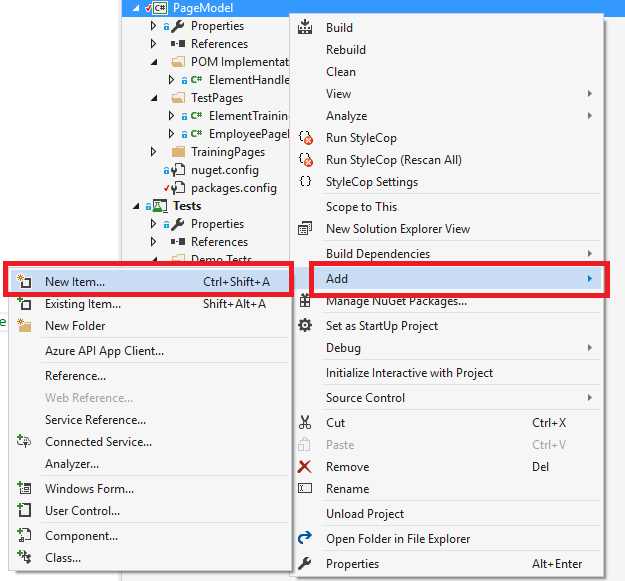 PageModel
Properties
References
POM Implementat
ElementHandle
TestPages
ElementTraining
EmployeePage
TrainingPages
nuget.config
packages.config
Tests
Properties
References
Demo Tests
Build
Rebuild
Clean
View
Analyze
Run StyleCop
Run StyleCop (Rescan All)
StyleCop Settings
Scope to This
New Solution Explorer View
Build Dependencies
Add
Manage NuGet Packages...
Set as StartUp Project
Debug
Initialize Interactive with Project
Source Control
Cut Ctrl+X
Paste Ctrl+V
Remove Del
Rename
Unload Project
Open Folder in File Explorer
Properties Alt+Enter
New Item... Ctrl+Shift+A
Existing Item... Shift+Alt+A
New Folder
Azure API App Client...
Reference...
Web Reference...
Service Reference...
Connected Service...
Analyzer...
Windows Form...
User Control...
Component...
Class...
e